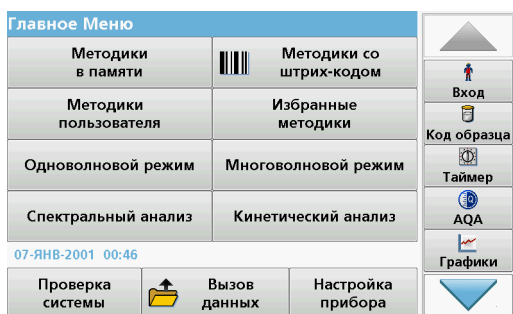 Главное Меню
Методики
в памяти
Методики со
штрих-кодом
Методики
пользователя
Избранные
методики
Одноволновой режим
Многоволновой режим
Спектральный анализ
Кинетический анализ
07-ЯНВ-2001 00:46
Проверка
системы
Вызов
данных
Настройка
прибора
Вход
Код образца
Таймер
AQA
Графики